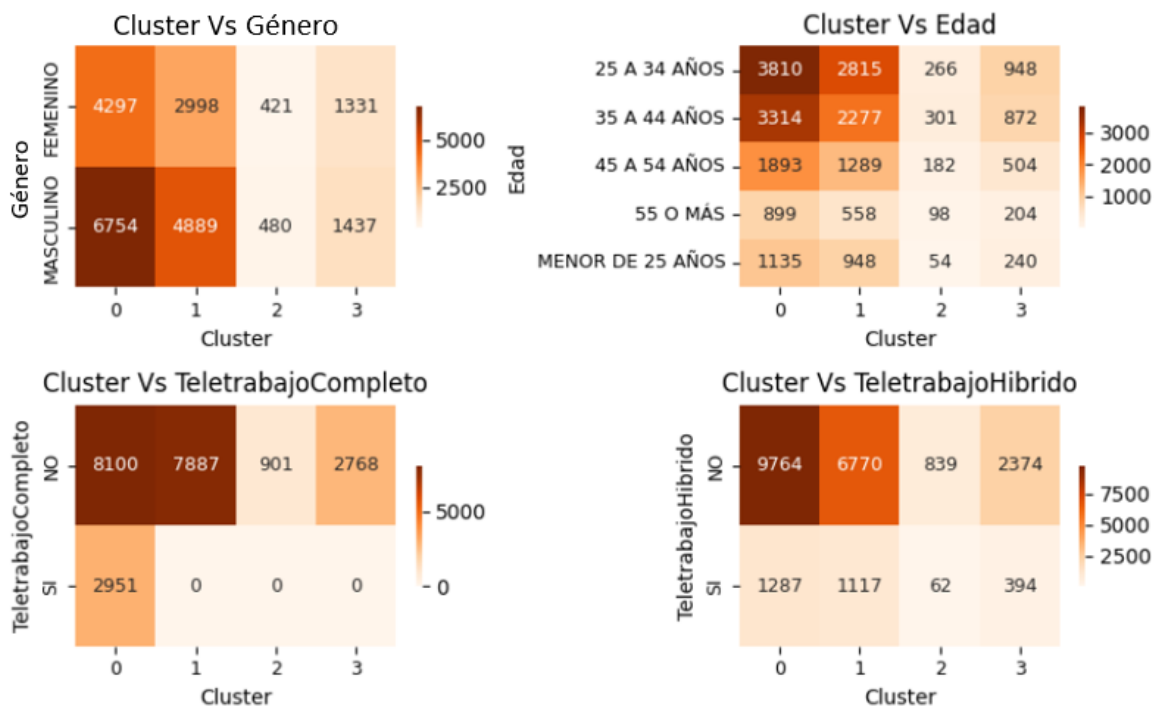 Cluster Vs Género
Género
FEMENINO
MASCULINO
4297 2998 421 1331
6754 4889 480 1437
0 1 2 3
Cluster
5000
2500
Cluster Vs Edad
Edad
25 A 34 AÑOS 3810 2815 266 948
35 A 44 AÑOS 3314 2277 301 872
45 A 54 AÑOS 1893 1289 182 504
55 O MÁS 899 558 98 204
MENOR DE 25 AÑOS 1135 948 54 240
0 1 2 3
Cluster
3000
2000
1000
Cluster Vs TeletrabajoCompleto
TeletrabajoCompleto
NO 8100 7887 901 2768
SI 2951 0 0 0
0 1 2 3
Cluster
5000
0
Cluster Vs TeletrabajoHibrido
TeletrabajoHibrido
NO 9764 6770 839 2374
SI 1287 1117 62 394
0 1 2 3
Cluster
7500
5000
2500